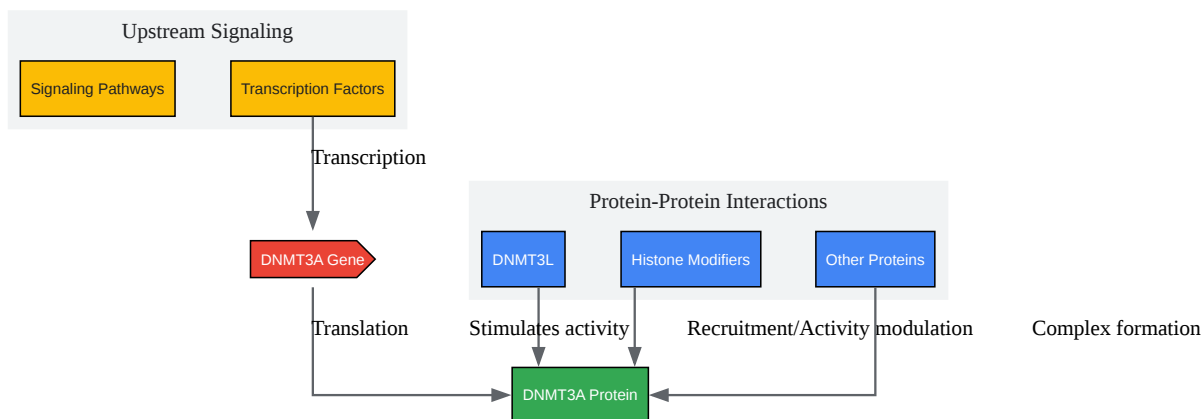 Upstream Signaling
Signaling Pathways
Transcription Factors
Transcription
Protein-Protein Interactions
DNMT3A Gene
DNMT3L
Histone Modifiers
Other Proteins
Translation
Stimulates activity
Recruitment/Activity modulation
Complex formation
DNMT3A Protein